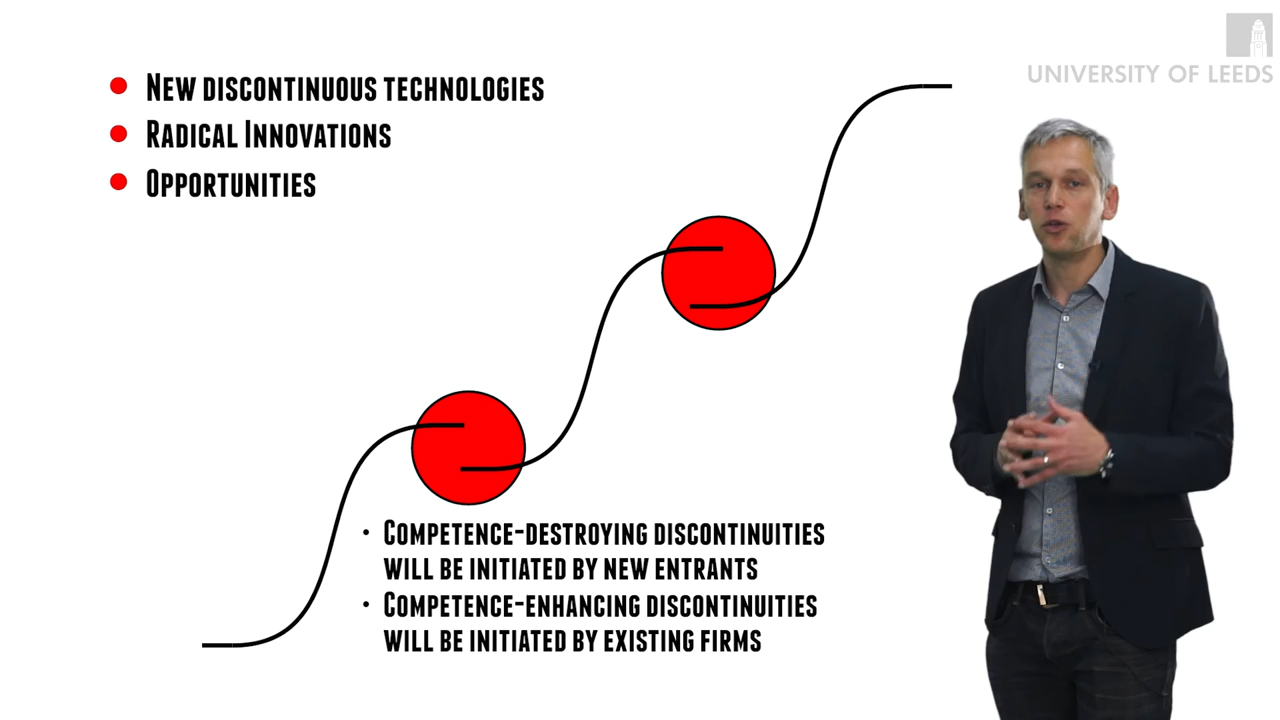 UNIVERSITY OF LEEDS
New discontinuous technologies
Radical Innovations
Opportunities
Competence-destroying discontinuities
will be initiated by new entrants
Competence-enhancing discontinuities
will be initiated by existing firms